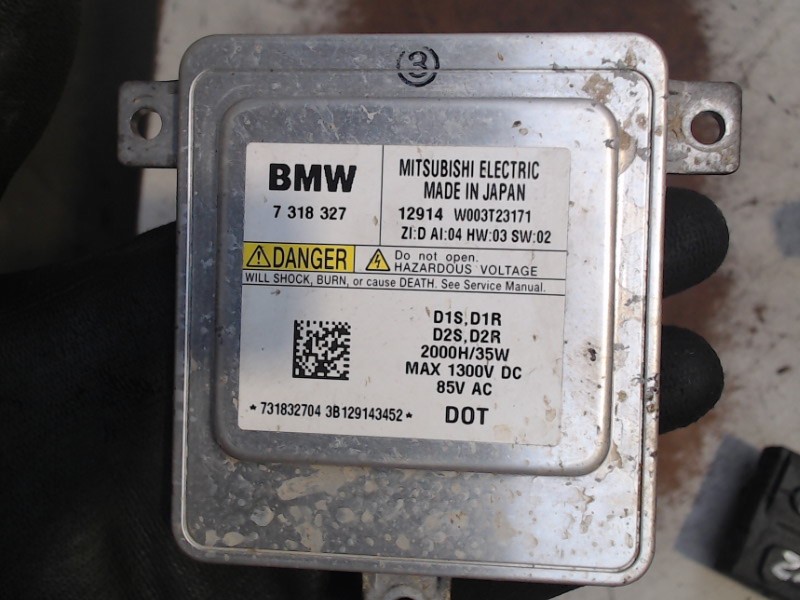 3
BMW
7 318 327
MITSUBISHI ELECTRIC
MADE IN JAPAN
12914 W003T23171
ZI:D AI:04 HW:03 SW:02
DANGER
Do not open.
HAZARDOUS VOLTAGE
WILL SHOCK, BURN, or cause DEATH. See Service Manual.
D1S,D1R
D2S,D2R
2000H/35W
MAX 1300V DC
85V AC
*731832704 3B129143452*
DOT